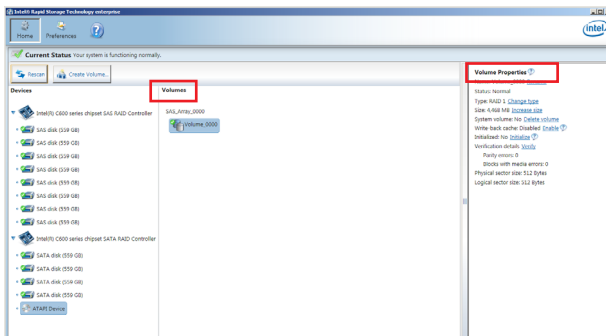 Intel® Rapid Storage Technology enterprise
Home
Preferences
intel
Current Status Your system is functioning normally.
Rescan
Create Volume...
Devices
Intel(R) C600 series chipset SAS RAID Controller
SAS disk (559 GB)
SAS disk (559 GB)
SAS disk (559 GB)
SAS disk (559 GB)
SAS disk (559 GB)
SAS disk (559 GB)
SAS disk (559 GB)
SAS disk (559 GB)
Intel(R) C600 series chipset SATA RAID Controller
SATA disk (559 GB)
SATA disk (559 GB)
SATA disk (559 GB)
SATA disk (559 GB)
ATAPI Device
Volumes
SAS_Array_0000
Volume_0000
Volume Properties
Status: Normal
Type: RAID 1 Change type
Size: 4,468 MB Increase size
System volume: No Delete volume
Write-back cache: Disabled Enable
Initialized: No Initialize
Verification details Verify
Parity errors: 0
Blocks with media errors: 0
Physical sector size: 512 Bytes
Logical sector size: 512 Bytes